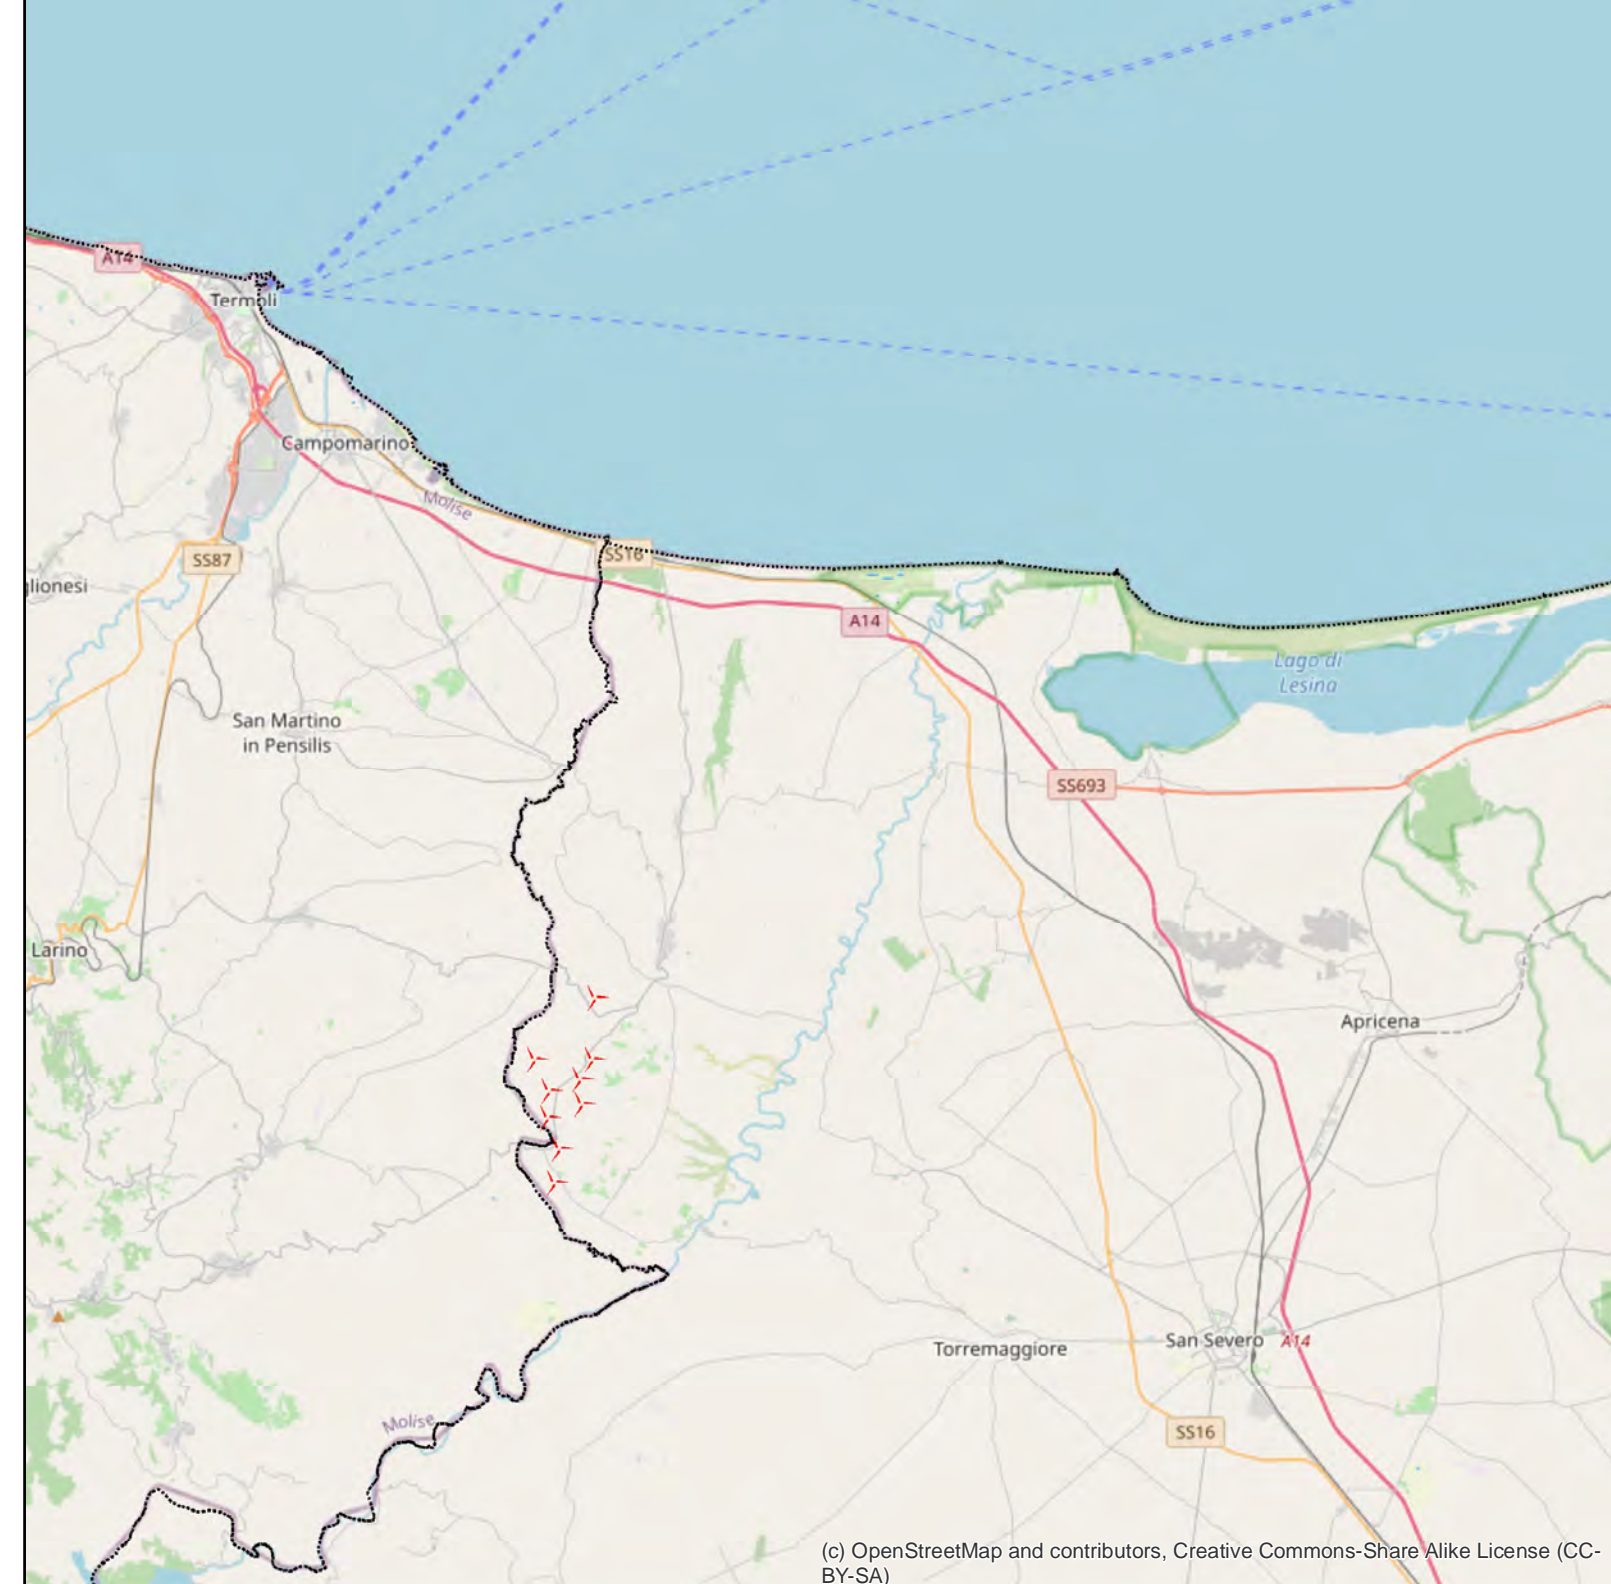 A14
Termoli
Campomarino
Molise
SS16
SS87
glionesi
A14
Lago di
Lesina
San Martino
in Pensilis
SS693
Larino
Apricena
San Severo
A14
Torremaggiore
Molise
SS16
(c) OpenStreetMap and contributors, Creative Commons-Share Alike License (CC-
BY-SA)